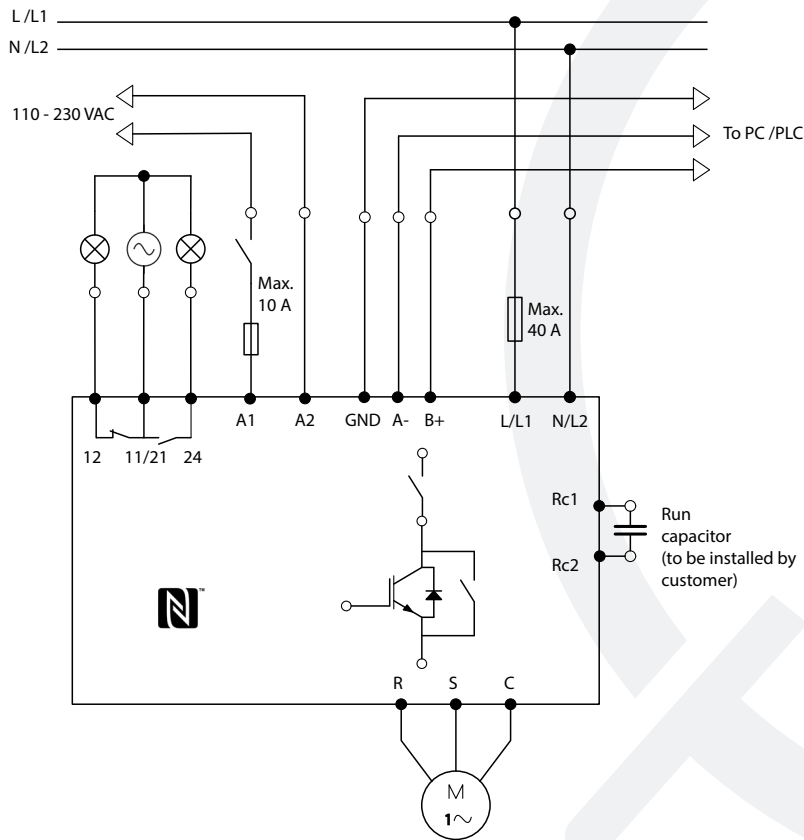 L /L1
N /L2
110 - 230 VAC
To PC /PLC
Max.
10 A
Max.
40 A
A1
A2
GND
A-
B+
L/L1
N/L2
12
11/21
24
Rc1
Rc2
Run
capacitor
(to be installed by
customer)
N™
R
S
C
M
1~